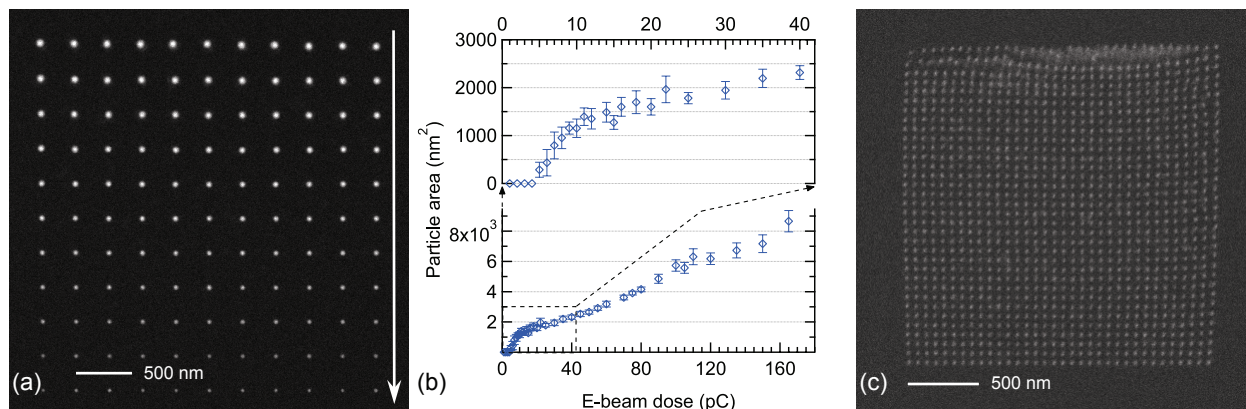 0 10 20 30 40
3000
2000
1000
0
Particle area (nm²)
8x10³
6
4
2
0 40 80 120 160
E-beam dose (pC)
(a) 500 nm
(b)
(c) 500 nm